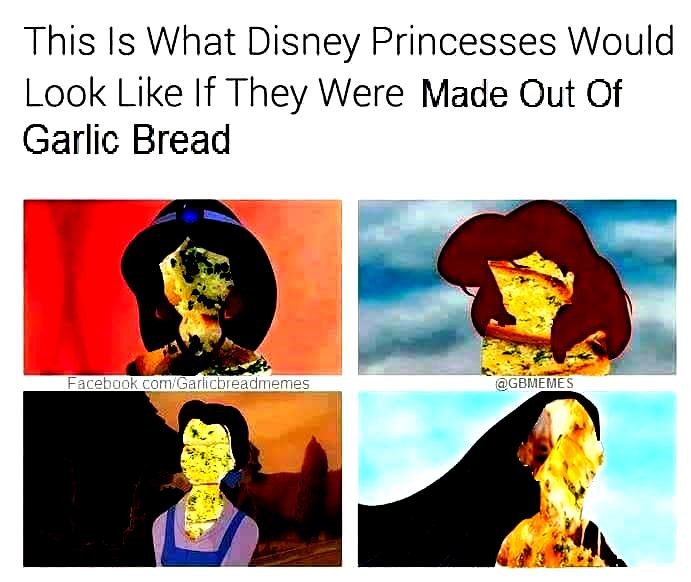 This Is What Disney Princesses Would
Look Like If They Were Made Out Of
Garlic Bread
Facebook.com/Garlicbreadmemes
@GBMEMES